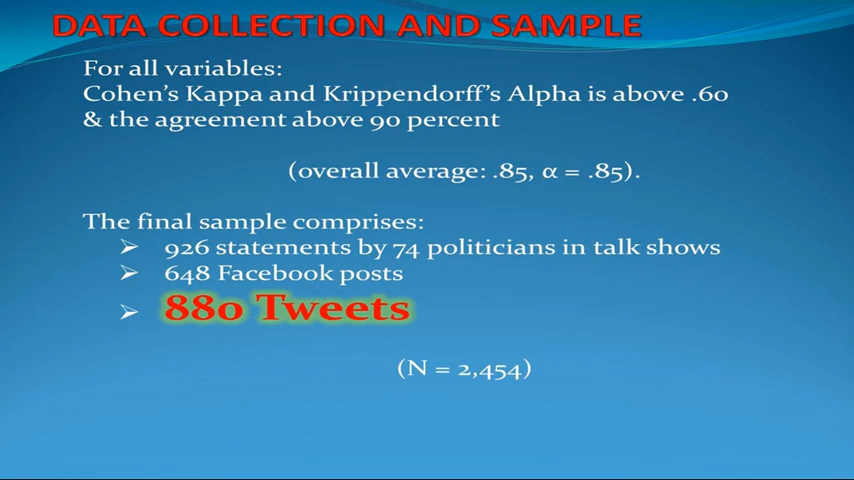 DATA COLLECTION AND SAMPLE
For all variables:
Cohen's Kappa and Krippendorff's Alpha is above .60
& the agreement above 90 percent
(overall average: .85, α = .85).
The final sample comprises:
➢ 926 statements by 74 politicians in talk shows
➢ 648 Facebook posts
➢ 880 Tweets
(N = 2,454)